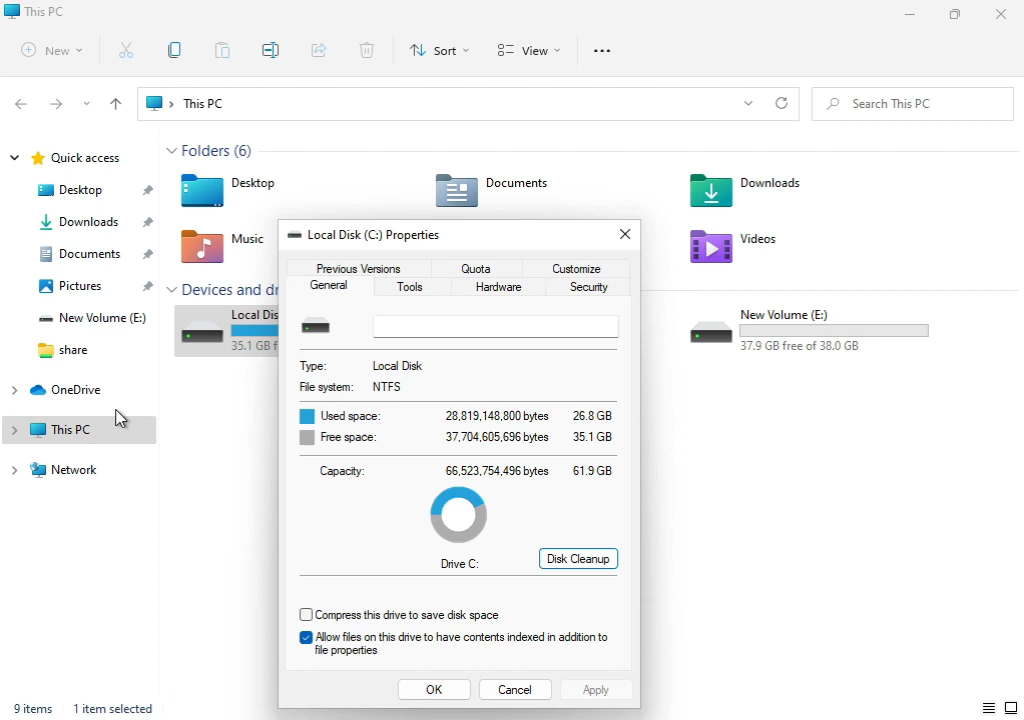 This PC
New
Sort
View
This PC
Search This PC
Quick access
Desktop
Downloads
Documents
Pictures
New Volume (E:)
share
OneDrive
This PC
Network
Folders (6)
Desktop
Documents
Downloads
Music
Videos
Devices and dr
Local Dis
35.1 GB f
New Volume (E:)
37.9 GB free of 38.0 GB
Local Disk (C:) Properties
Previous Versions Quota Customize
General Tools Hardware Security
Type: Local Disk
File system: NTFS
Used space: 28,819,148,800 bytes 26.8 GB
Free space: 37,704,605,696 bytes 35.1 GB
Capacity: 66,523,754,496 bytes 61.9 GB
Drive C:
Disk Cleanup
Compress this drive to save disk space
Allow files on this drive to have contents indexed in addition to
file properties
OK Cancel Apply
9 items 1 item selected